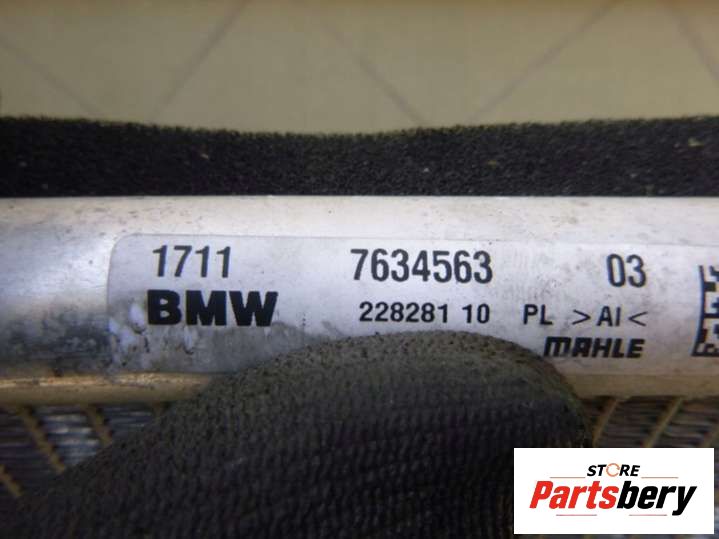 1711 7634563 03
BMW 228281 10 PL >Al<
MAHLE
STORE
Partsbery